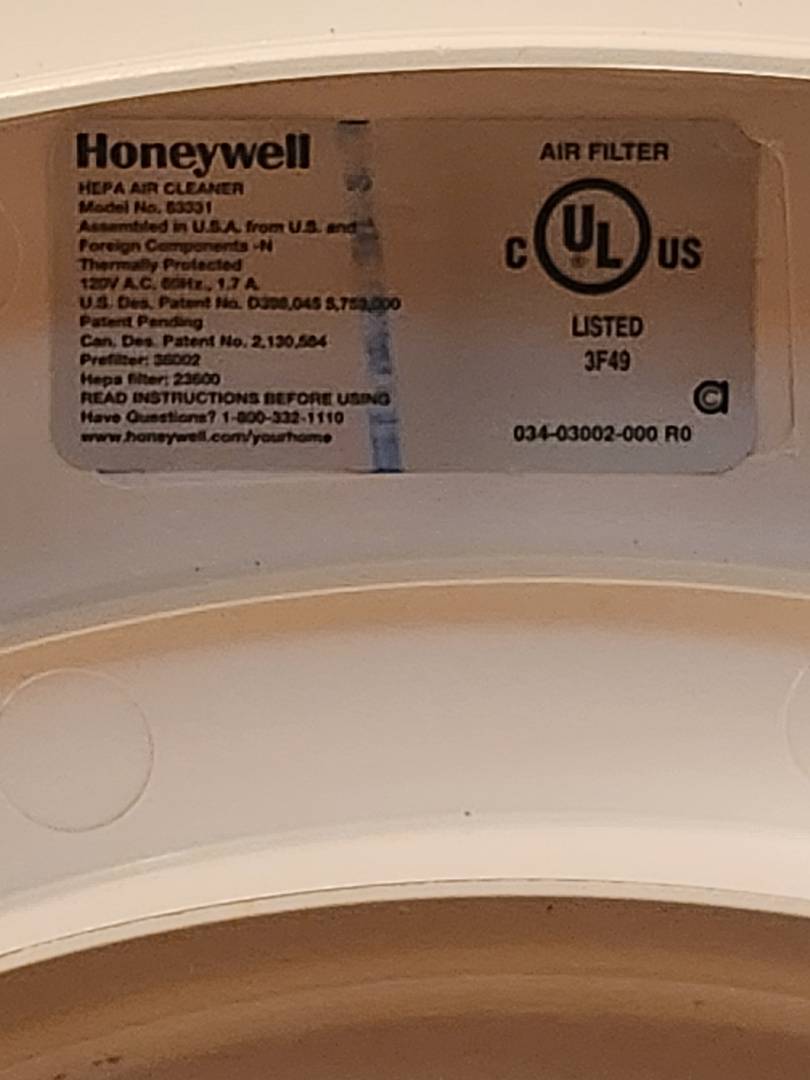 Honeywell
HEPA AIR CLEANER
Model No. 63331
Assembled in U.S.A. from U.S. and
Foreign Components -N
Thermally Protected
120V A.C. 60Hz., 1.7 A
U.S. Des. Patent No. D398,045 5,753,000
Patent Pending
Can. Des. Patent No. 2,130,584
Prefilter: 38002
Hepa filter: 23600
READ INSTRUCTIONS BEFORE USING
Have Questions? 1-800-332-1110
www.honeywell.com/yourhome
AIR FILTER
C UL ® US
LISTED
3F49
034-03002-000 R0